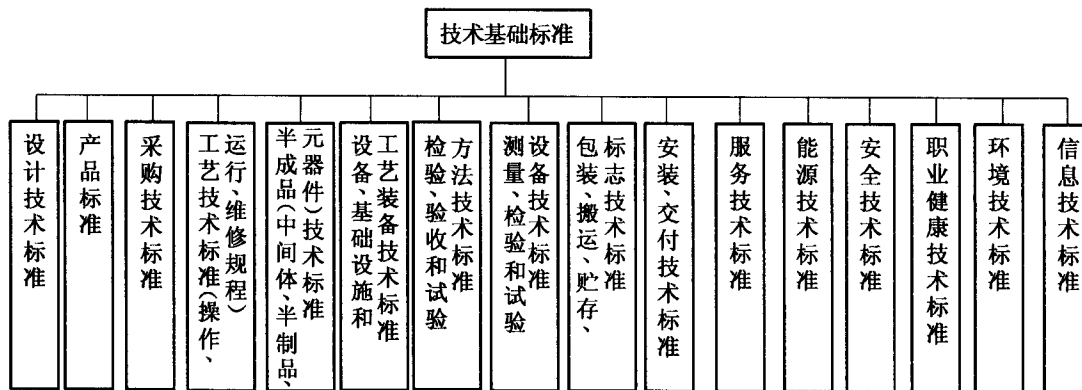 技术基础标准
设计技术标准
产品标准
采购技术标准
工艺技术标准(操作、
运行、维修规程)
半成品(中间体、半制品、
元器件)技术标准
设备、基础设施和
工艺装备技术标准
检验、验收和试验
方法技术标准
测量、检验和试验
设备技术标准
包装、搬运、贮存、
标志技术标准
安装、交付技术标准
服务技术标准
能源技术标准
安全技术标准
职业健康技术标准
环境技术标准
信息技术标准